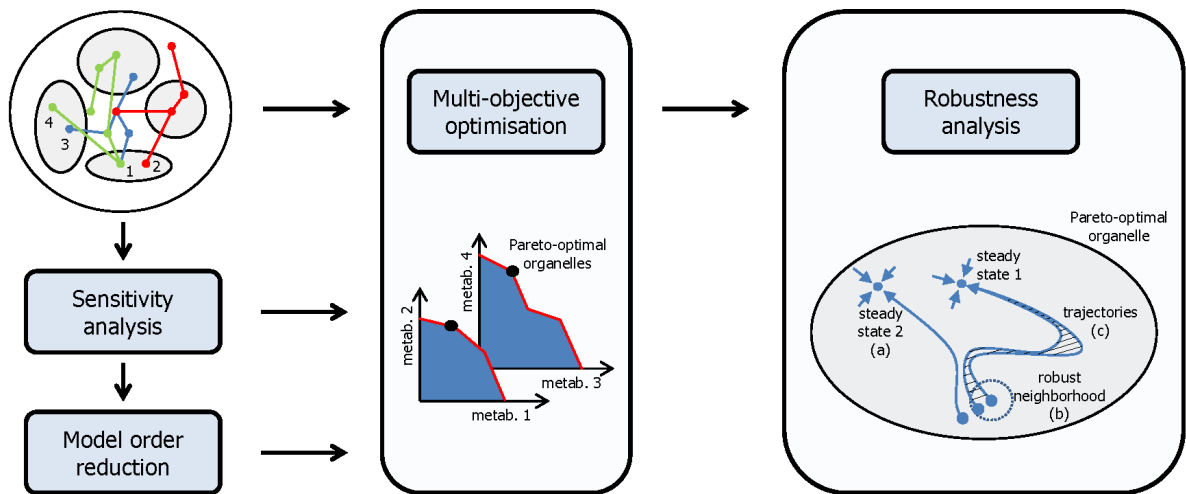 4
3
1
2
Sensitivity
analysis
Model order
reduction
Multi-objective
optimisation
Pareto-optimal
organelles
metab. 4
metab. 3
metab. 2
metab. 1
Robustness
analysis
Pareto-optimal
organelle
steady
state 1
steady
state 2
(a)
trajectories
(c)
robust
neighborhood
(b)